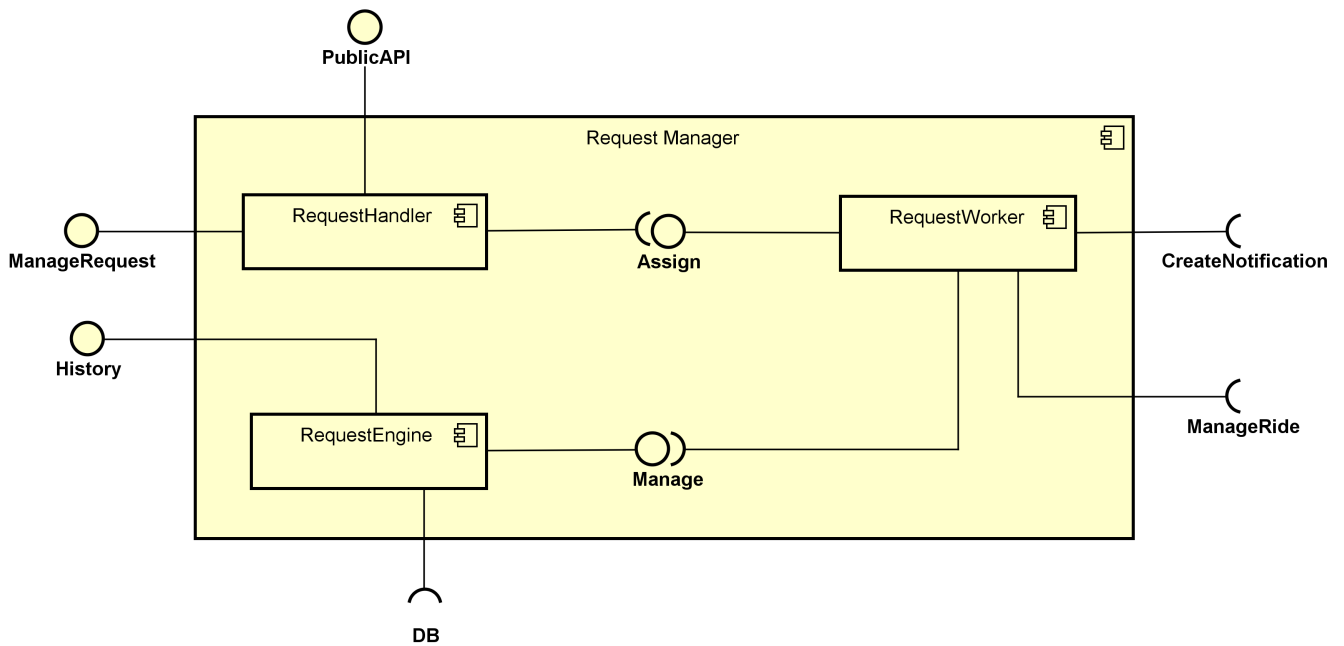 PublicAPI
Request Manager
RequestHandler
RequestWorker
ManageRequest
Assign
CreateNotification
History
ManageRide
RequestEngine
Manage
DB